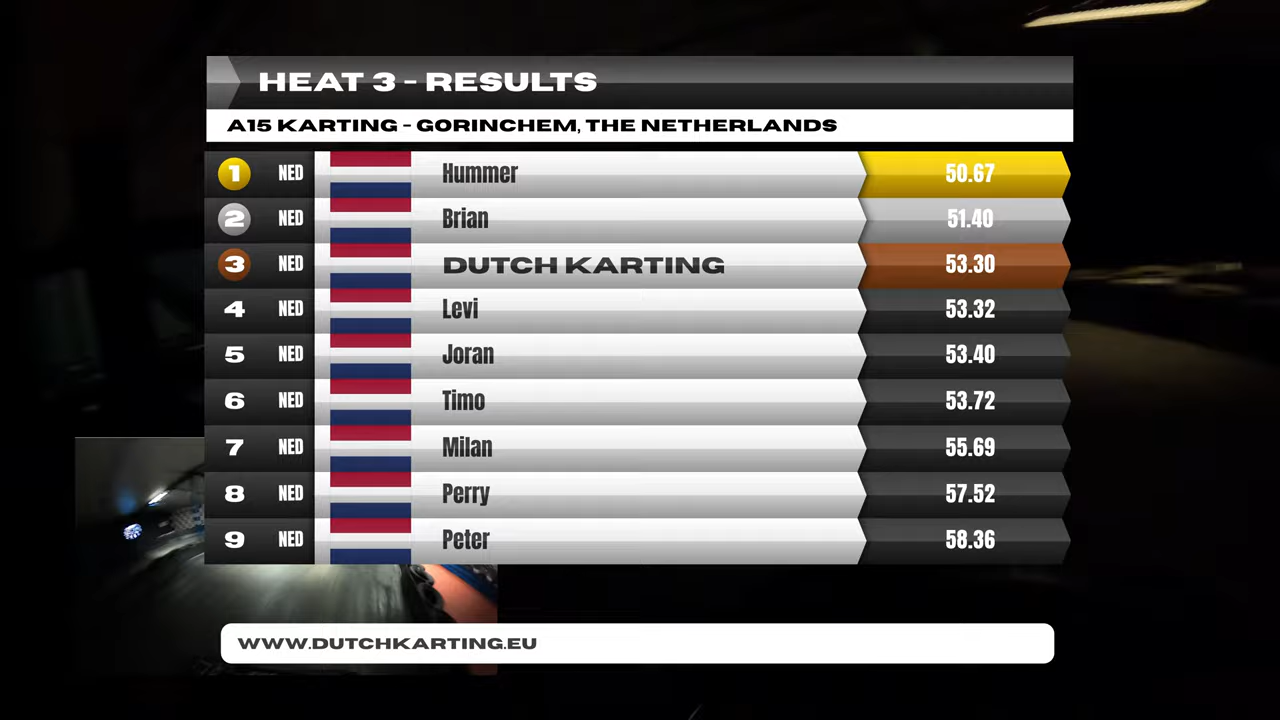 HEAT 3 - RESULTS
A15 KARTING - GORINCHEM, THE NETHERLANDS
1 NED Hummer 50.67
2 NED Brian 51.40
3 NED DUTCH KARTING 53.30
4 NED Levi 53.32
5 NED Joran 53.40
6 NED Timo 53.72
7 NED Milan 55.69
8 NED Perry 57.52
9 NED Peter 58.36
WWW.DUTCHKARTING.EU